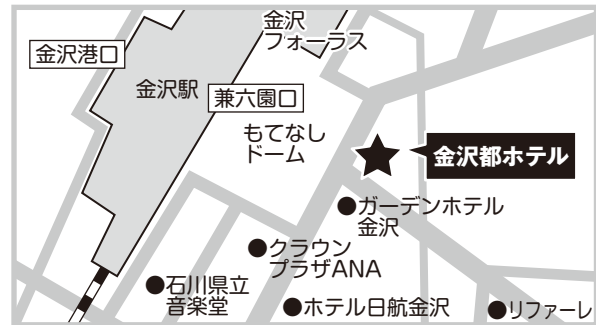 金沢
フォーラス
金沢港口
金沢駅
兼六園口
もてなし
ドーム
金沢都ホテル
●ガーデンホテル
金沢
●クラウン
プラザANA
●石川県立
音楽堂
●ホテル日航金沢
●リファーレ